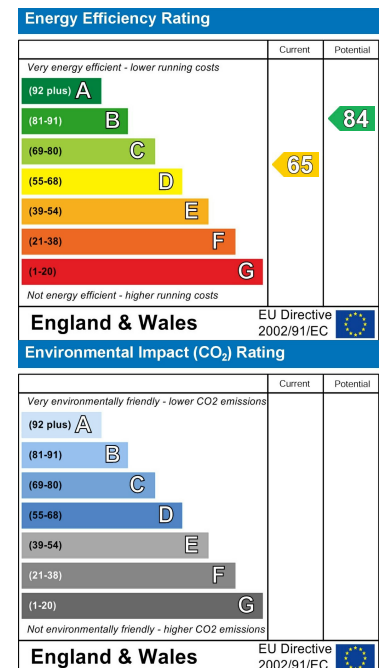 Energy Efficiency Rating
Current Potential
Very energy efficient - lower running costs
(92 plus) A
(81-91) B 84
(69-80) C
65
(55-68) D
(39-54) E
(21-38) F
(1-20) G
Not energy efficient - higher running costs
England & Wales EU Directive
2002/91/EC
Environmental Impact (CO₂) Rating
Current Potential
Very environmentally friendly - lower CO2 emissions
(92 plus) A
(81-91) B
(69-80) C
(55-68) D
(39-54) E
(21-38) F
(1-20) G
Not environmentally friendly - higher CO2 emissions
England & Wales EU Directive
2002/91/EC